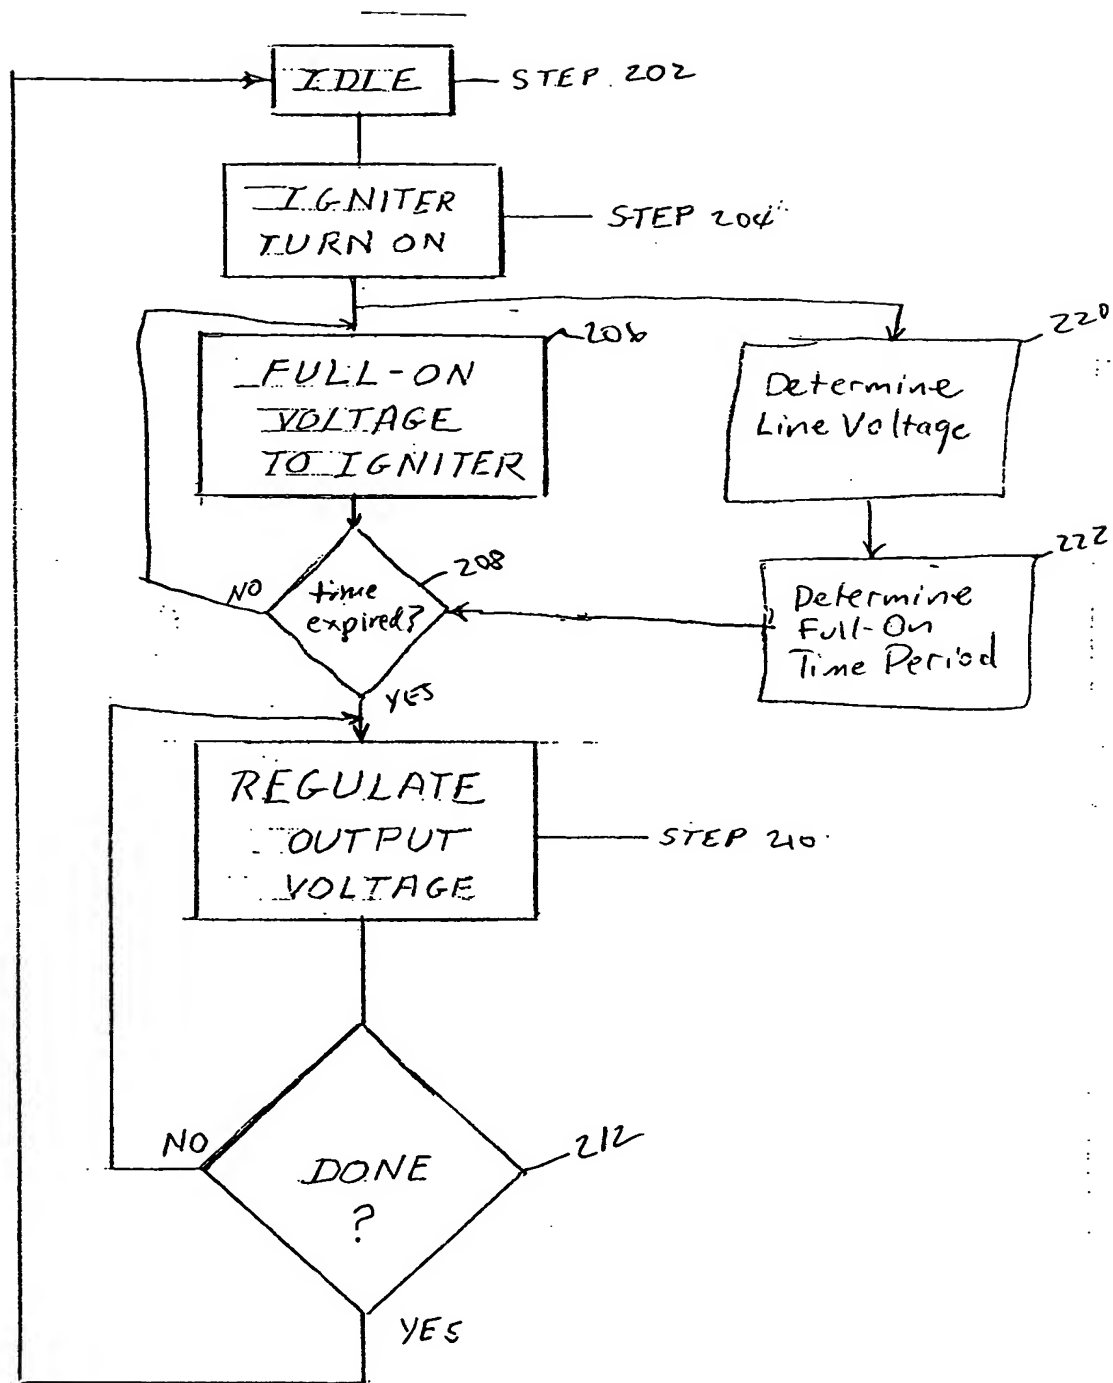 IDLE
STEP 202
IGNITER
TURN ON
STEP 204
FULL-ON
VOLTAGE
TO IGNITER
206
Determine
Line Voltage
220
time
expired?
208
NO
YES
Determine
Full-On
Time Period
222
REGULATE
OUTPUT
VOLTAGE
STEP 210
DONE
?
212
NO
YES